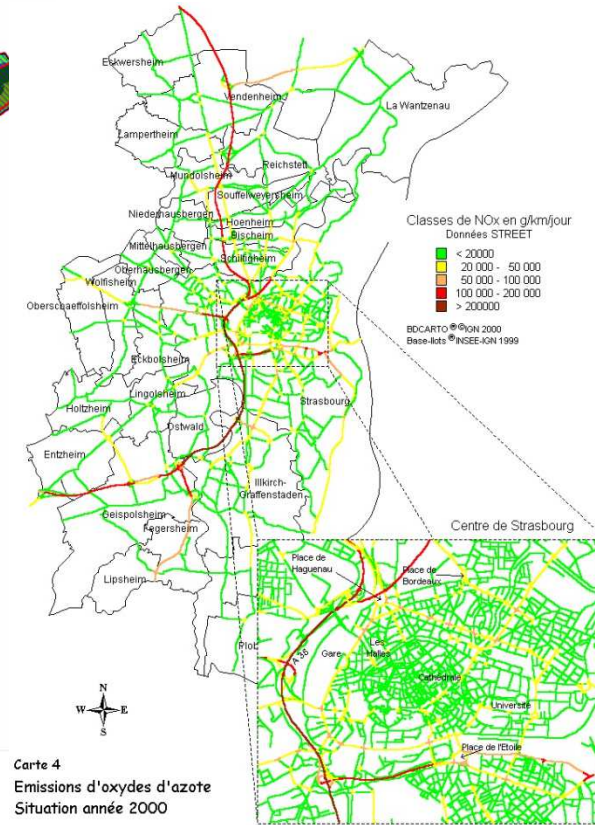 Eckwersheim
Vendenheim
La Wantzenau
Lampertheim
Reichstett
Mundolsheim
Souffelweyersheim
Niederhausbergen
Hoenheim
Bischeim
Mittelhausbergen
Schiltigheim
Oberhausbergen
Wolfisheim
Oberschaeffolsheim
Eckbolsheim
Lingolsheim
Holtzheim
Strasbourg
Ostwald
Entzheim
Illkirch-
Graffenstaden
Geispolsheim
Fegersheim
Lipsheim
Plob
Classes de NOx en g/km/jour
Données STREET
< 20000
20 000 - 50 000
50 000 - 100 000
100 000 - 200 000
> 200000
BDCARTO ® © IGN 2000
Base-Ilots © INSEE-IGN 1999
Centre de Strasbourg
Place de
Haguenau
Place de
Bordeaux
Les
Halles
Gare
A 35
Cathédrale
Université
Place de l'Etoile
N
W E
S
Carte 4
Emissions d'oxydes d'azote
Situation année 2000